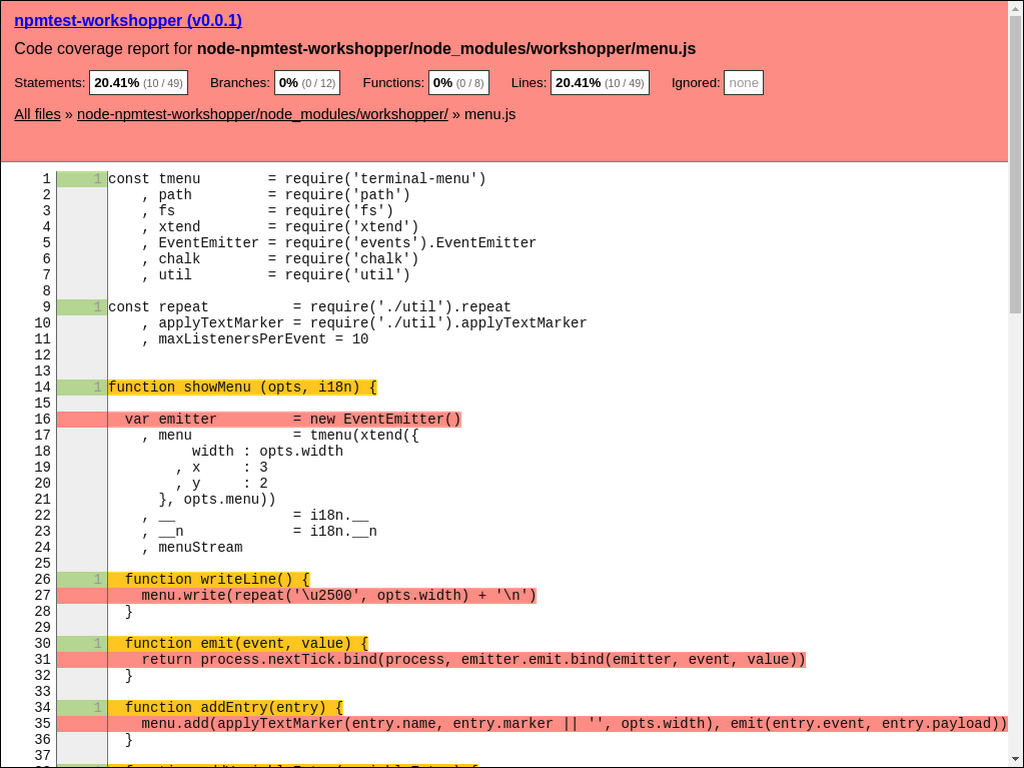 npmtest-workshopper (v0.0.1)
Code coverage report for node-npmtest-workshopper/node_modules/workshopper/menu.js
Statements: 20.41% (10 / 49) Branches: 0% (0 / 12) Functions: 0% (0 / 8) Lines: 20.41% (10 / 49) Ignored: none
All files » node-npmtest-workshopper/node_modules/workshopper/ » menu.js
1 1 const tmenu        = require('terminal-menu')
2     , path         = require('path')
3     , fs           = require('fs')
4     , xtend        = require('xtend')
5     , EventEmitter = require('events').EventEmitter
6     , chalk        = require('chalk')
7     , util         = require('util')
8
9 1 const repeat          = require('./util').repeat
10     , applyTextMarker = require('./util').applyTextMarker
11     , maxListenersPerEvent = 10
12
13
14 1 function showMenu (opts, i18n) {
15
16   var emitter         = new EventEmitter()
17     , menu            = tmenu(xtend({
18           width : opts.width
19         , x     : 3
20         , y     : 2
21       }, opts.menu))
22     , __              = i18n.__
23     , __n             = i18n.__n
24     , menuStream
25
26 1   function writeLine() {
27     menu.write(repeat('\u2500', opts.width) + '\n')
28   }
29
30 1   function emit(event, value) {
31     return process.nextTick.bind(process, emitter.emit.bind(emitter, event, value))
32   }
33
34 1   function addEntry(entry) {
35     menu.add(applyTextMarker(entry.name, entry.marker || '', opts.width), emit(entry.event, entry.payload))
36   }
37